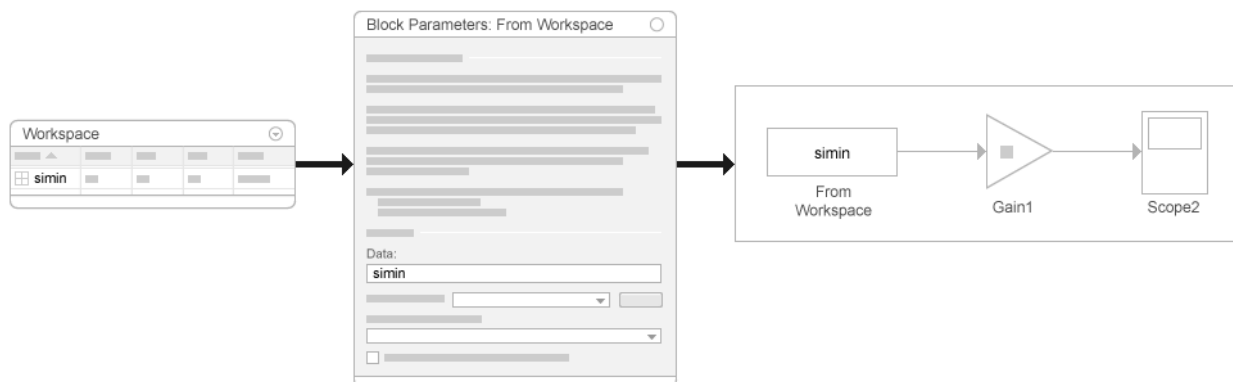 Workspace
simin
Block Parameters: From Workspace
Data:
simin
simin
From
Workspace
Gain1
Scope2